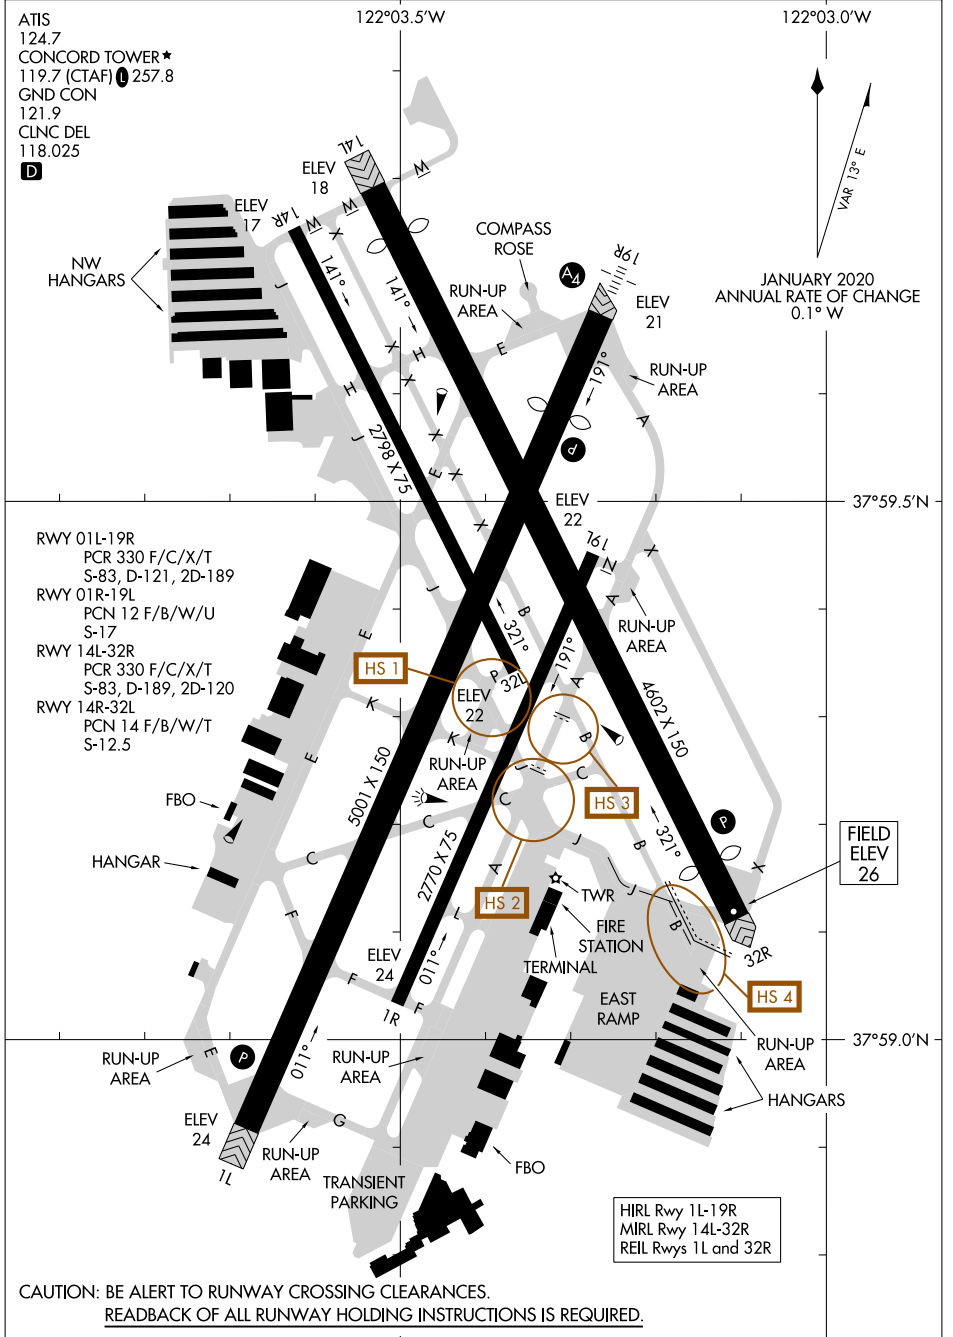 122°03.5'W
122°03.0'W
ATIS
124.7
CONCORD TOWER★
119.7 (CTAF) L 257.8
GND CON
121.9
CLNC DEL
118.025
D
VAR 13° E
JANUARY 2020
ANNUAL RATE OF CHANGE
0.1° W
14L
ELEV
18
W
W
W
14R
ELEV
17
X
141°
141°
NW
HANGARS
J
COMPASS
ROSE
RUN-UP
AREA
A4
19R
ELEV
21
E
H
X
X
H
J
191°
RUN-UP
AREA
A
2798 X 75
X
E
X
P
37°59.5'N
ELEV
22
19L
X
X
IZ
A
RUN-UP
AREA
RWY 01L-19R
PCR 330 F/C/X/T
S-83, D-121, 2D-189
RWY 01R-19L
PCN 12 F/B/W/U
S-17
RWY 14L-32R
PCR 330 F/C/X/T
S-83, D-189, 2D-120
RWY 14R-32L
PCN 14 F/B/W/T
S-12.5
J
B
321°
191°
E
HS 1
P
32L
ELEV
22
A
K
K
RUN-UP
AREA
B
C
J
E
4602 X 150
5001 X 150
FBO
HS 3
C
C
C
J
B
321°
P
HANGAR
2770 X 75
A
HS 2
TWR
FIRE
STATION
TERMINAL
J
B
X
FIELD
ELEV
26
F
L
32R
HS 4
ELEV
24
011°
F
F
1R
EAST
RAMP
RUN-UP
AREA
37°59.0'N
RUN-UP
AREA
E
P
011°
RUN-UP
AREA
HANGARS
ELEV
24
1L
G
RUN-UP
AREA
FBO
TRANSIENT
PARKING
HIRL Rwy 1L-19R
MIRL Rwy 14L-32R
REIL Rwys 1L and 32R
CAUTION: BE ALERT TO RUNWAY CROSSING CLEARANCES.
READBACK OF ALL RUNWAY HOLDING INSTRUCTIONS IS REQUIRED.